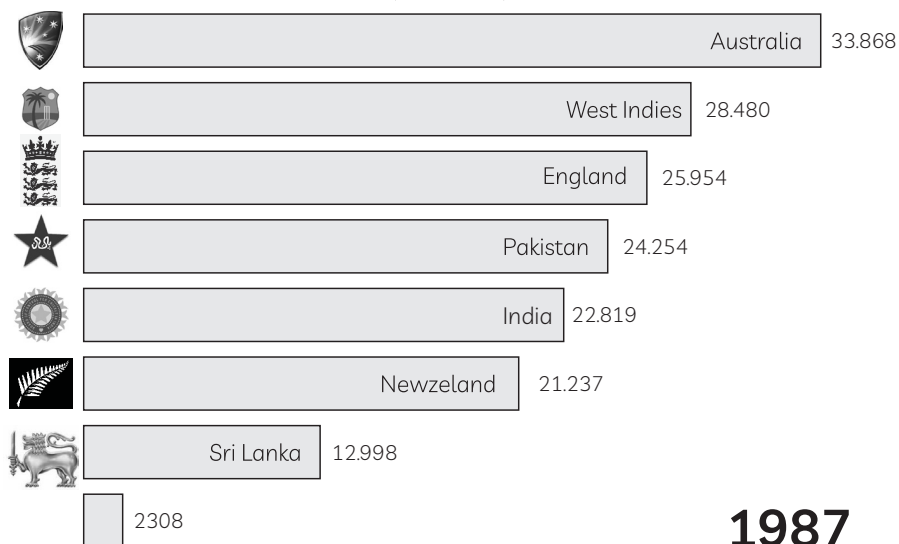 Australia 33.868
West Indies 28.480
England 25.954
Pakistan 24.254
India 22.819
Newzeland 21.237
Sri Lanka 12.998
2308
1987